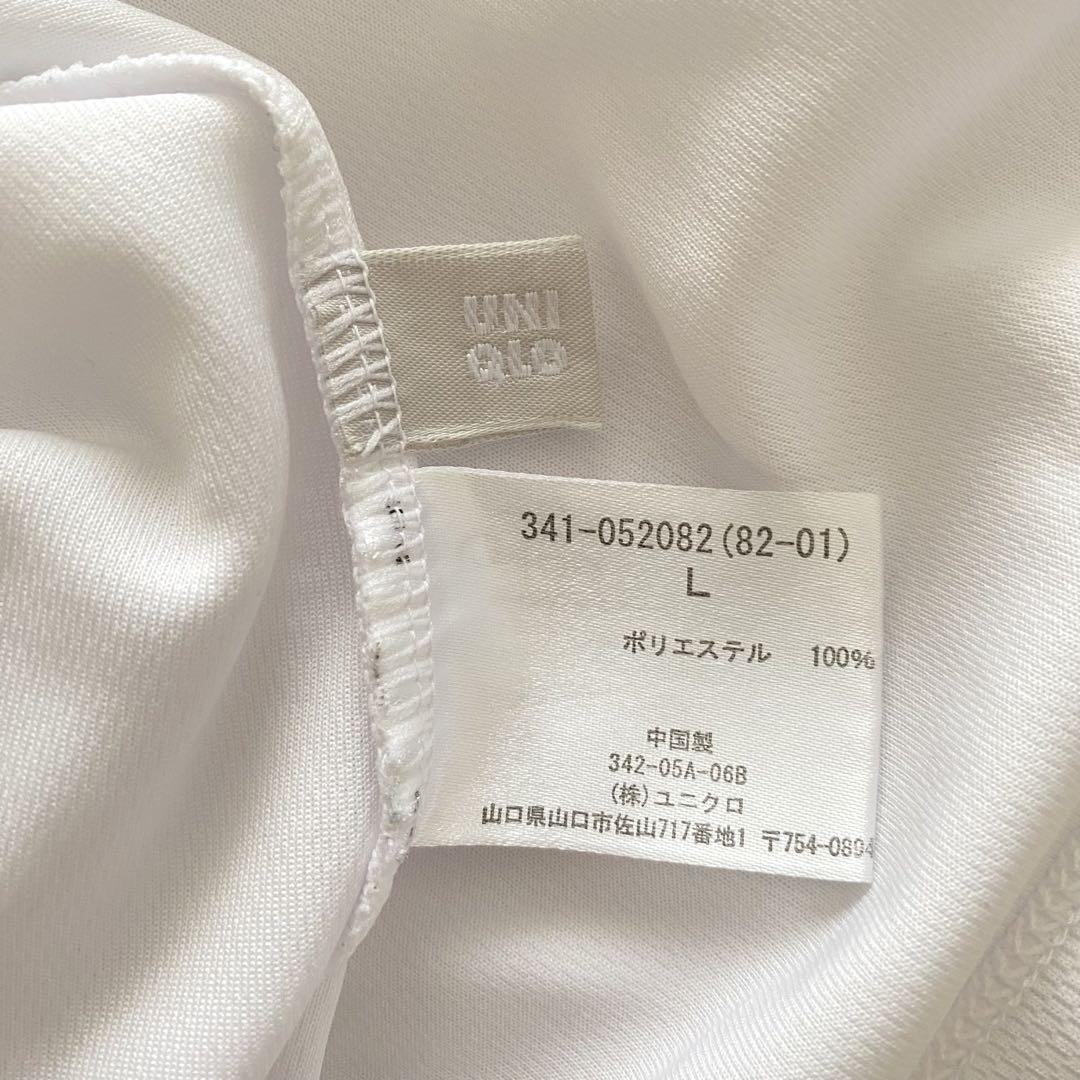 UNI
QLO
341-052082(82-01)
L
ポリエステル 100%
中国製
342-05A-06B
(株)ユニクロ
山口県山口市佐山717番地1 〒754-0894